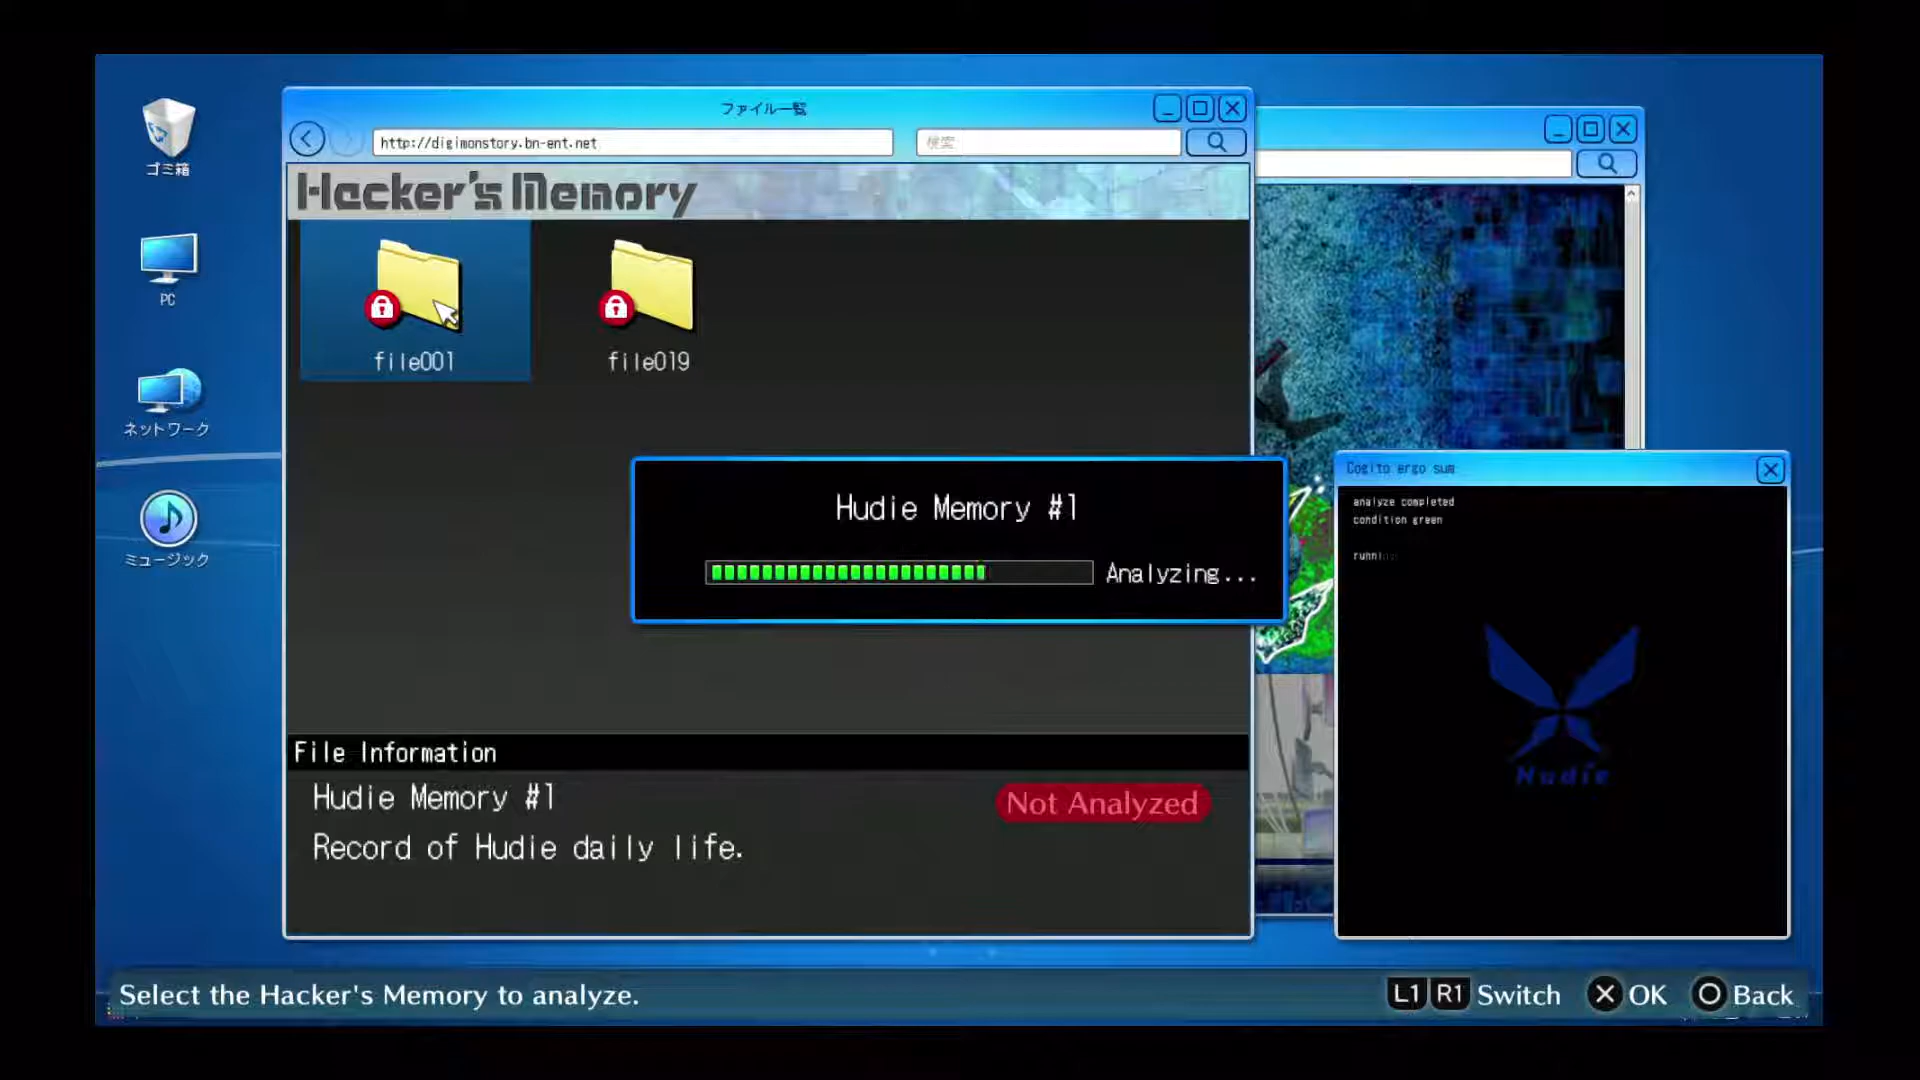 ゴミ箱
PC
ネットワーク
ミュージック
ファイル一覧
http://digimonstory.bn-ent.net
検索
Hacker's Memory
file001
file019
Hudie Memory #1
Analyzing...
File Information
Hudie Memory #1
Not Analyzed
Record of Hudie daily life.
Cogito ergo sum
analyze completed
condition green
runni
Hudie
Select the Hacker's Memory to analyze.
L1 R1 Switch
OK
Back